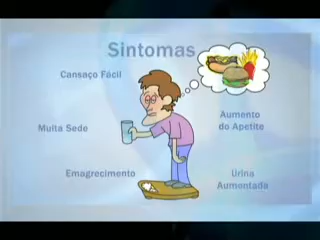 Sintomas
Cansaço Fácil
Muita Sede
Aumento
do Apetite
Emagrecimento
Urina
Aumentada